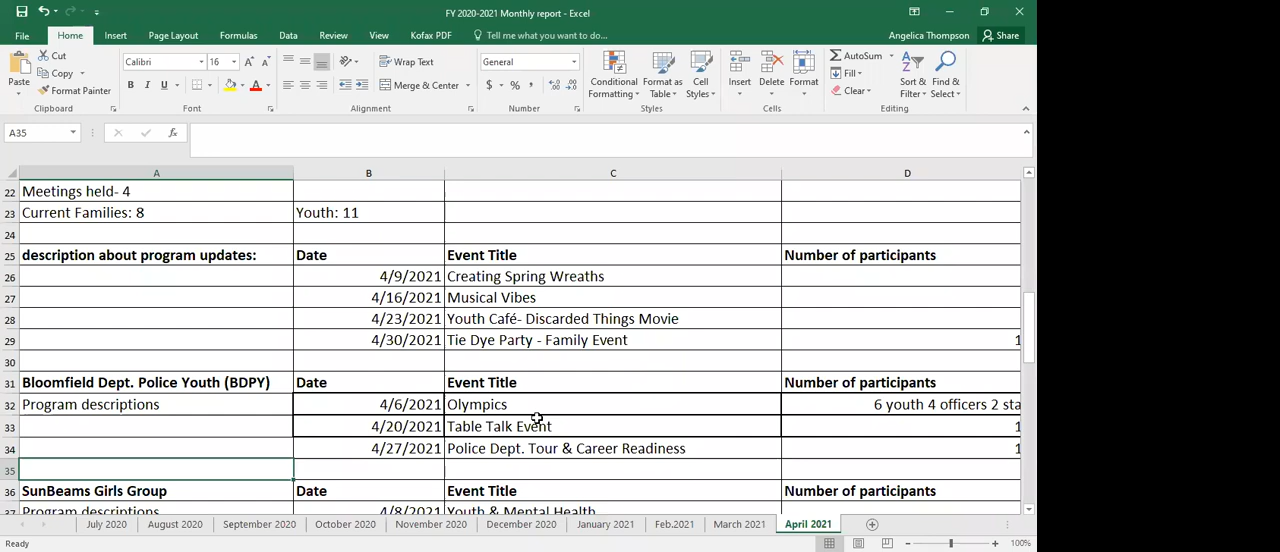 FY 2020-2021 Monthly report - Excel
File Home Insert Page Layout Formulas Data Review View Kofax PDF Tell me what you want to do... Angelica Thompson Share
Paste Cut Copy Format Painter Clipboard
Calibri 16 A A B I U A Font
Wrap Text Merge & Center Alignment
General $ % , Number
Conditional Formatting Format as Table Cell Styles Styles
Insert Delete Format Cells
AutoSum Fill Clear Sort & Filter Find & Select Editing
A35 fx
A B C D
22 Meetings held- 4
23 Current Families: 8 Youth: 11
24
25 description about program updates: Date Event Title Number of participants
26 4/9/2021 Creating Spring Wreaths
27 4/16/2021 Musical Vibes
28 4/23/2021 Youth Café- Discarded Things Movie
29 4/30/2021 Tie Dye Party - Family Event 1
30
31 Bloomfield Dept. Police Youth (BDPY) Date Event Title Number of participants
32 Program descriptions 4/6/2021 Olympics 6 youth 4 officers 2 sta
33 4/20/2021 Table Talk Event 1
34 4/27/2021 Police Dept. Tour & Career Readiness 1
35
36 SunBeams Girls Group Date Event Title Number of participants
37 Program descriptions 4/8/2021 Youth & Mental Health
July 2020 August 2020 September 2020 October 2020 November 2020 December 2020 January 2021 Feb.2021 March 2021 April 2021
Ready 100%